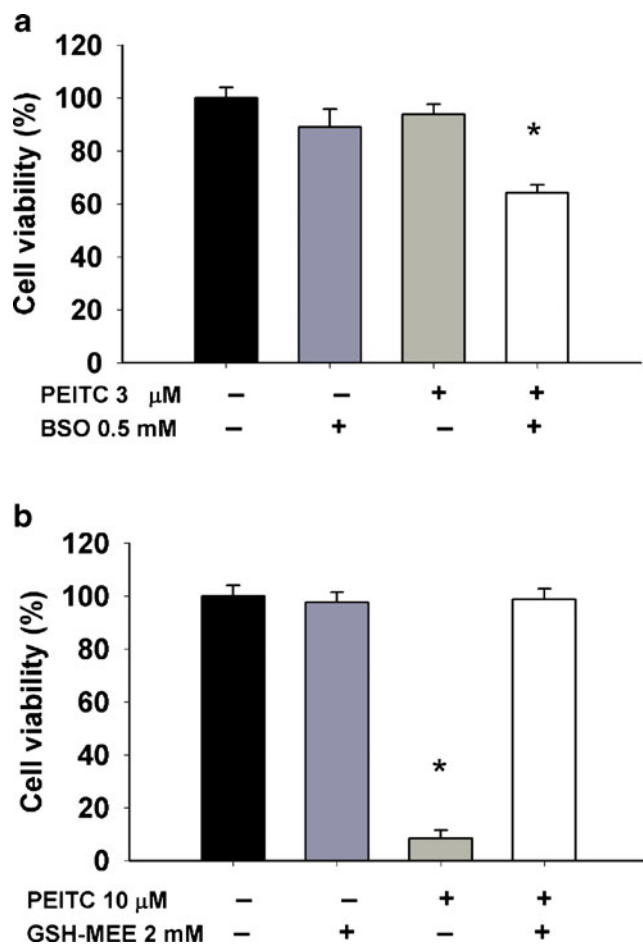 a
Cell viability (%)
120
100
80
60
40
20
0
*
PEITC 3 μM – – + +
BSO 0.5 mM – + – +
b
Cell viability (%)
120
100
80
60
40
20
0
*
PEITC 10 μM – – + +
GSH-MEE 2 mM – + – +